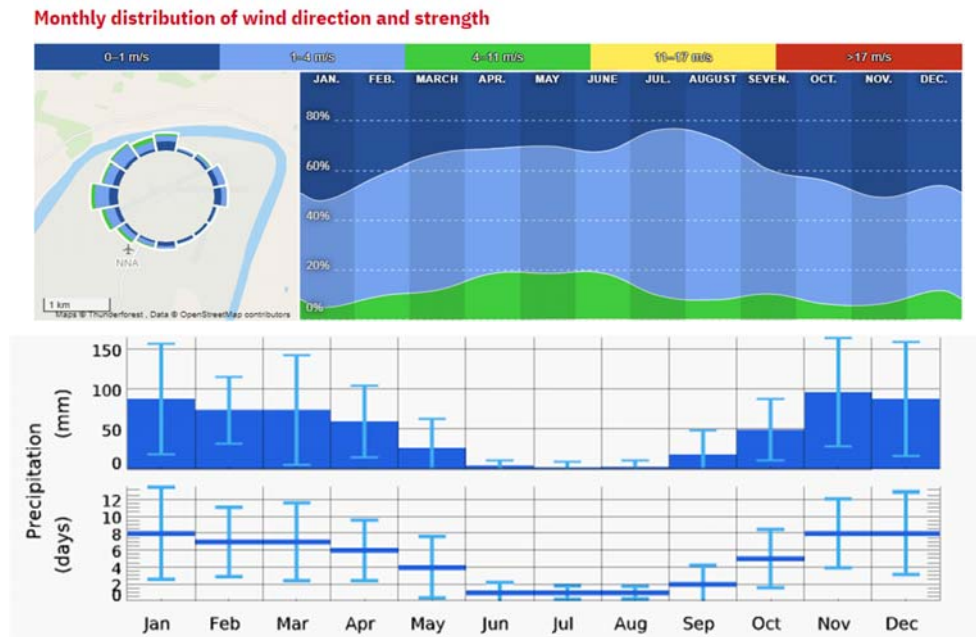 Monthly distribution of wind direction and strength
0–1 m/s 1–4 m/s 4–11 m/s 11–17 m/s >17 m/s
JAN. FEB. MARCH APR. MAY JUNE JUL. AUGUST SEVEN. OCT. NOV. DEC.
80%
60%
40%
20%
0%
NNA
1 km
Maps © Thunderforest , Data © OpenStreetMap contributors
Precipitation
(mm)
150
100
50
0
(days)
12
10
8
6
4
2
0
Jan Feb Mar Apr May Jun Jul Aug Sep Oct Nov Dec